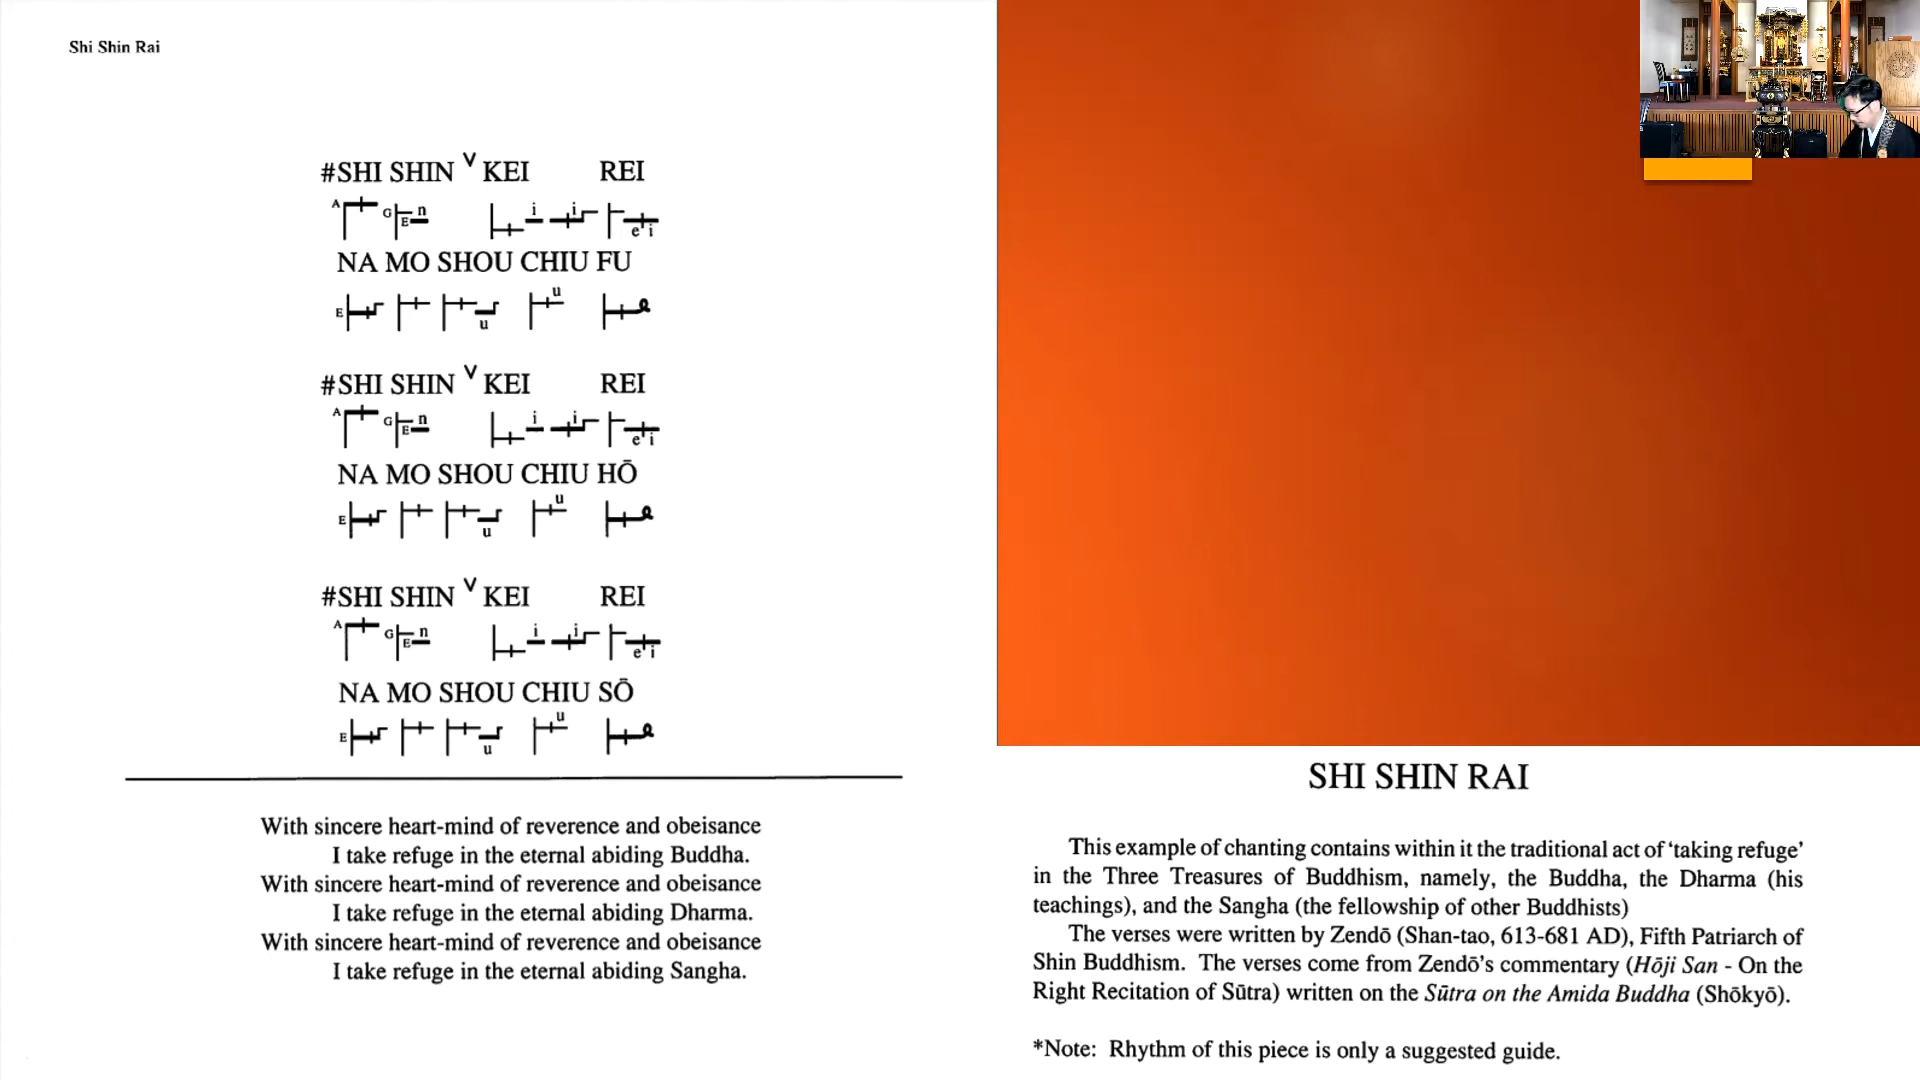 Shi Shin Rai
#SHI SHIN ˅ KEI REI
A G E n i i e i
NA MO SHOU CHIU FU
E u u
#SHI SHIN ˅ KEI REI
A G E n i i e i
NA MO SHOU CHIU HŌ
E u u
#SHI SHIN ˅ KEI REI
A G E n i i e i
NA MO SHOU CHIU SŌ
E u u
With sincere heart-mind of reverence and obeisance
I take refuge in the eternal abiding Buddha.
With sincere heart-mind of reverence and obeisance
I take refuge in the eternal abiding Dharma.
With sincere heart-mind of reverence and obeisance
I take refuge in the eternal abiding Sangha.
SHI SHIN RAI
This example of chanting contains within it the traditional act of ‘taking refuge’
in the Three Treasures of Buddhism, namely, the Buddha, the Dharma (his
teachings), and the Sangha (the fellowship of other Buddhists)
The verses were written by Zendō (Shan-tao, 613-681 AD), Fifth Patriarch of
Shin Buddhism. The verses come from Zendō’s commentary (Hōji San - On the
Right Recitation of Sūtra) written on the Sūtra on the Amida Buddha (Shōkyō).
*Note: Rhythm of this piece is only a suggested guide.